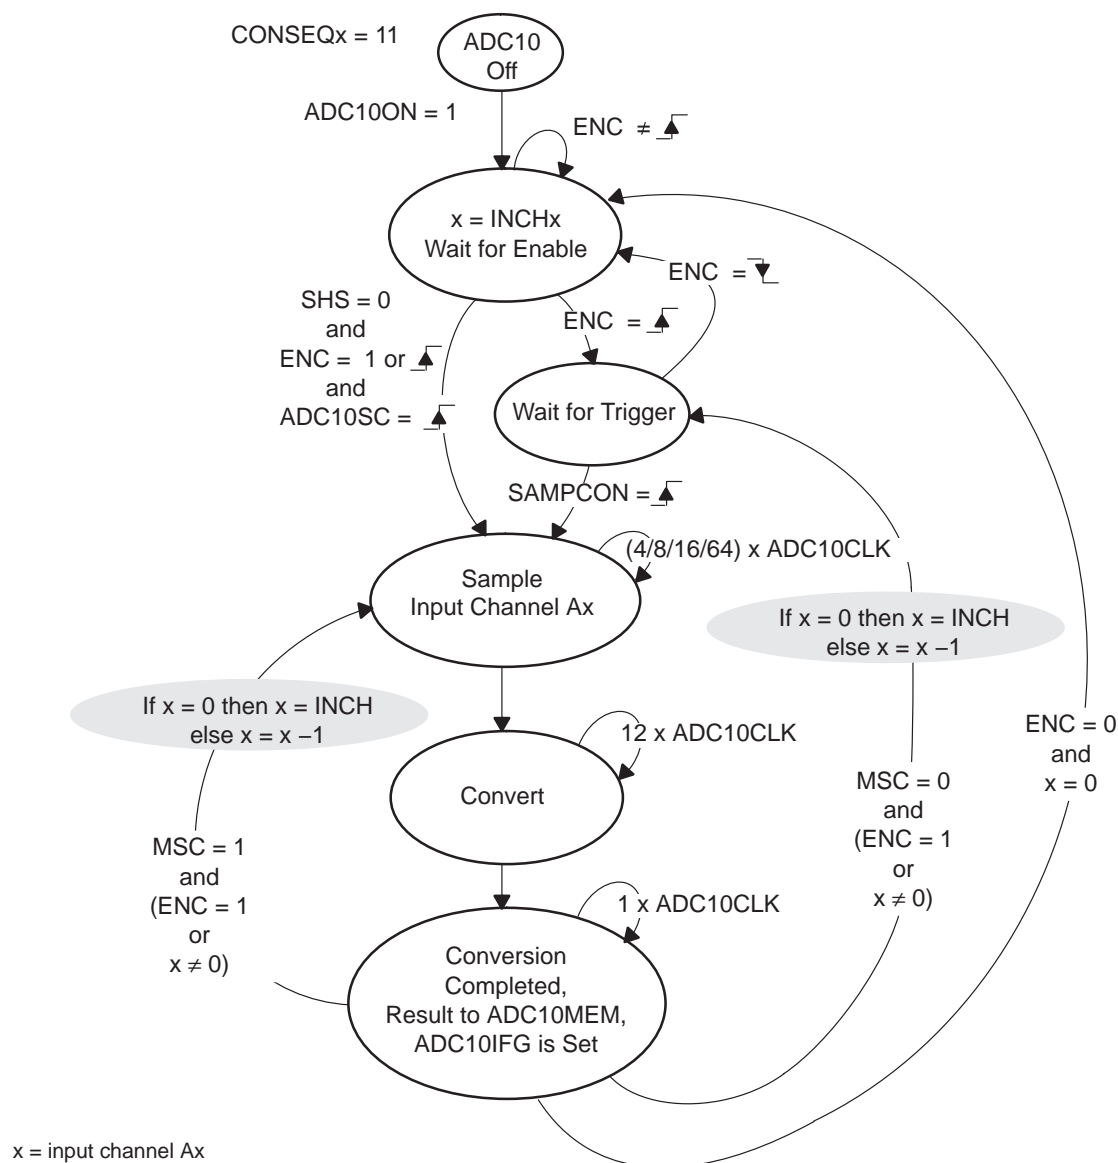 CONSEQx = 11
ADC10
Off
ADC10ON = 1
ENC ≠
x = INCHx
Wait for Enable
ENC =
SHS = 0
and
ENC = 1 or
and
ADC10SC =
ENC =
Wait for Trigger
SAMPCON =
(4/8/16/64) x ADC10CLK
Sample
Input Channel Ax
If x = 0 then x = INCH
else x = x −1
If x = 0 then x = INCH
else x = x −1
12 x ADC10CLK
Convert
ENC = 0
and
x = 0
MSC = 0
and
(ENC = 1
or
x ≠ 0)
MSC = 1
and
(ENC = 1
or
x ≠ 0)
1 x ADC10CLK
Conversion
Completed,
Result to ADC10MEM,
ADC10IFG is Set
x = input channel Ax